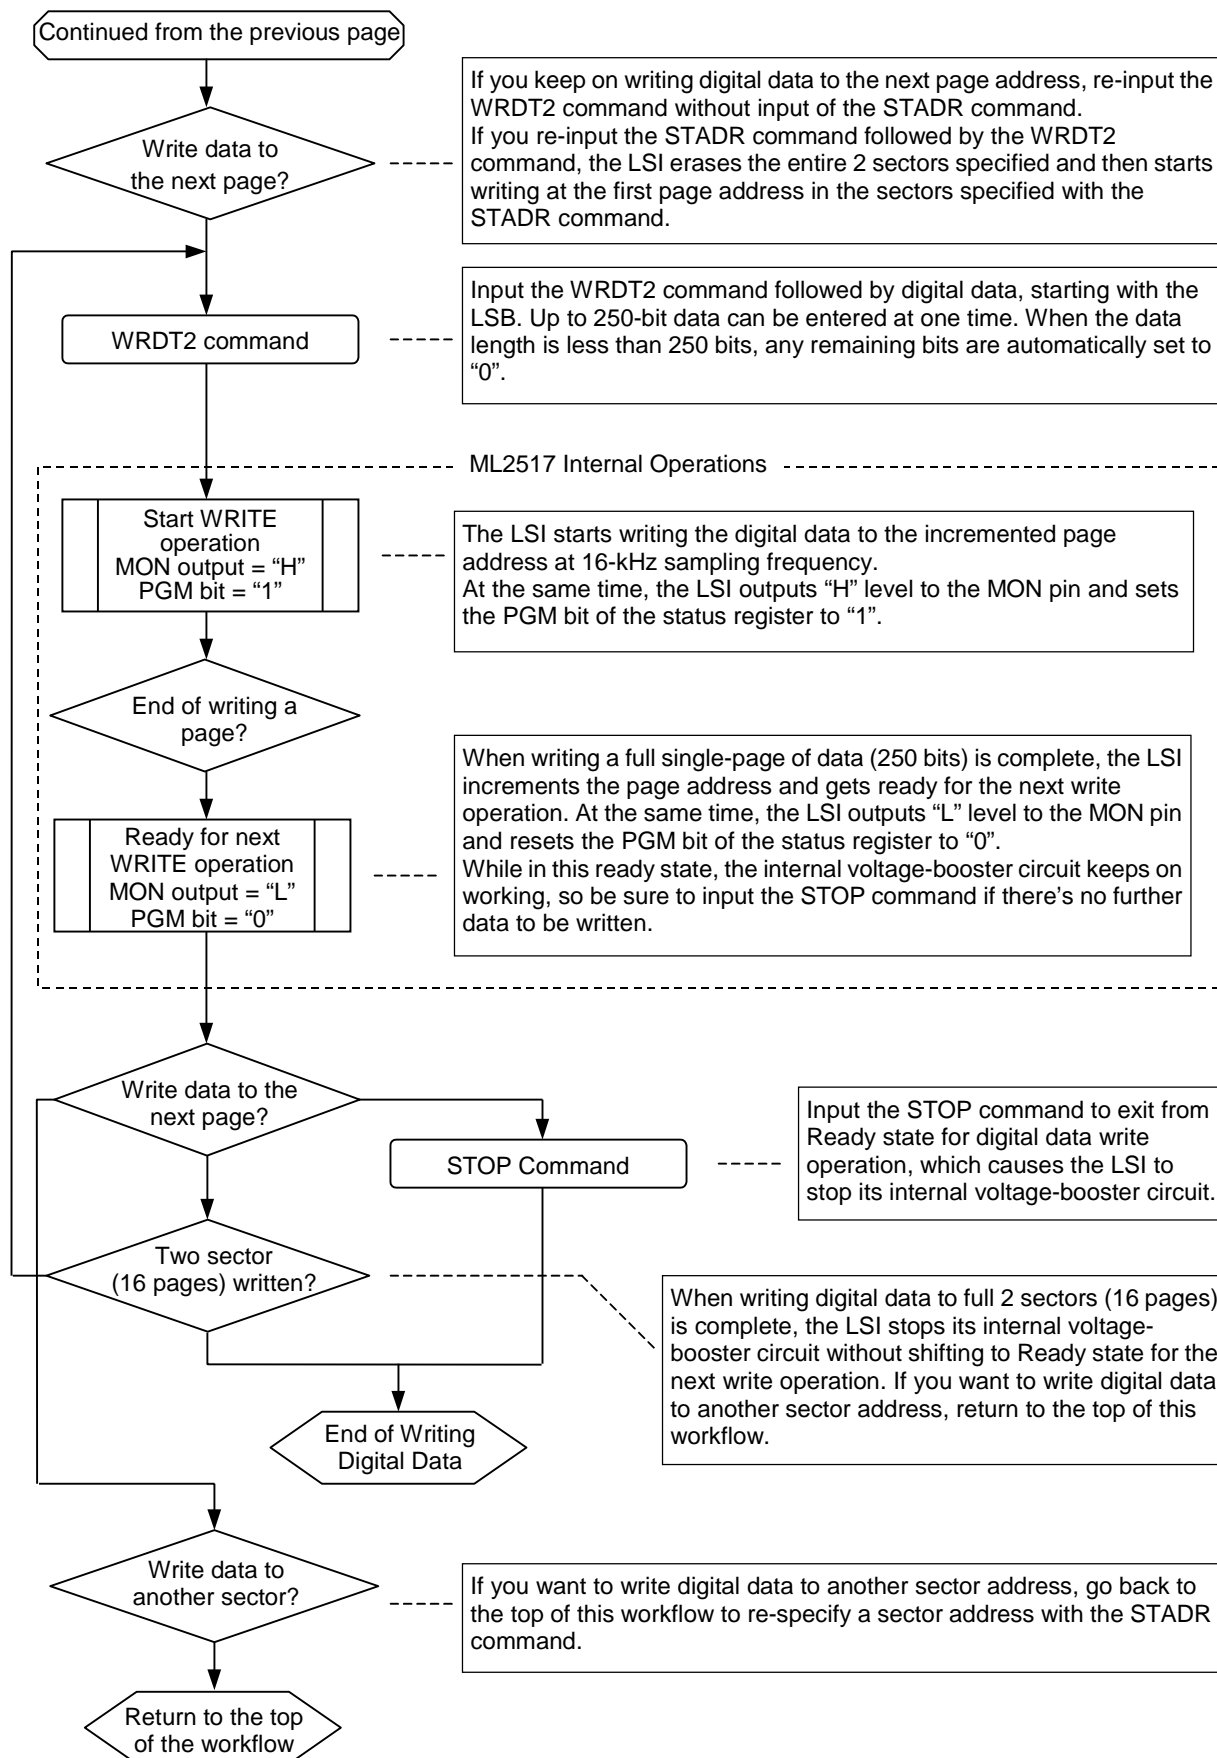 Continued from the previous page
If you keep on writing digital data to the next page address, re-input the
WRDT2 command without input of the STADR command.
If you re-input the STADR command followed by the WRDT2
command, the LSI erases the entire 2 sectors specified and then starts
writing at the first page address in the sectors specified with the
STADR command.
Write data to
the next page?
Input the WRDT2 command followed by digital data, starting with the
LSB. Up to 250-bit data can be entered at one time. When the data
length is less than 250 bits, any remaining bits are automatically set to
“0”.
WRDT2 command
ML2517 Internal Operations
Start WRITE
operation
MON output = “H”
PGM bit = “1”
The LSI starts writing the digital data to the incremented page
address at 16-kHz sampling frequency.
At the same time, the LSI outputs “H” level to the MON pin and sets
the PGM bit of the status register to “1”.
End of writing a
page?
When writing a full single-page of data (250 bits) is complete, the LSI
increments the page address and gets ready for the next write
operation. At the same time, the LSI outputs “L” level to the MON pin
and resets the PGM bit of the status register to “0”.
While in this ready state, the internal voltage-booster circuit keeps on
working, so be sure to input the STOP command if there’s no further
data to be written.
Ready for next
WRITE operation
MON output = “L”
PGM bit = “0”
Write data to the
next page?
STOP Command
Input the STOP command to exit from
Ready state for digital data write
operation, which causes the LSI to
stop its internal voltage-booster circuit.
Two sector
(16 pages) written?
When writing digital data to full 2 sectors (16 pages)
is complete, the LSI stops its internal voltage-
booster circuit without shifting to Ready state for the
next write operation. If you want to write digital data
to another sector address, return to the top of this
workflow.
End of Writing
Digital Data
Write data to
another sector?
If you want to write digital data to another sector address, go back to
the top of this workflow to re-specify a sector address with the STADR
command.
Return to the top
of the workflow